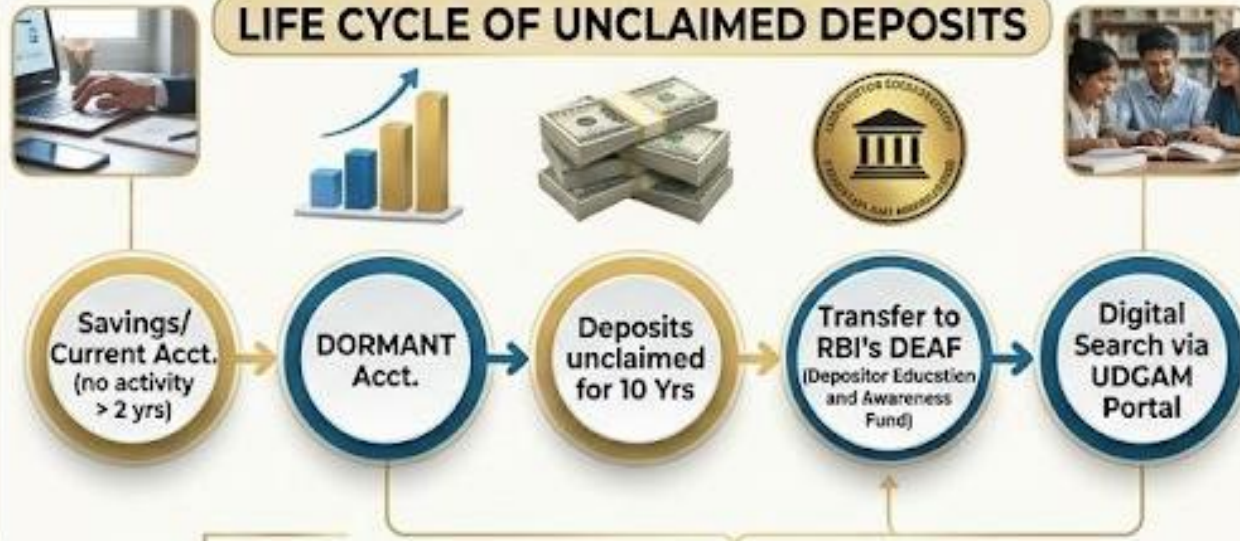 LIFE CYCLE OF UNCLAIMED DEPOSITS
Savings/
Current Acct.
(no activity
> 2 yrs)
DORMANT
Acct.
Deposits
unclaimed
for 10 Yrs
Transfer to
RBI's DEAF
(Depositor Educstien
and Awareness
Fund)
Digital
Search via
UDGAM
Portal